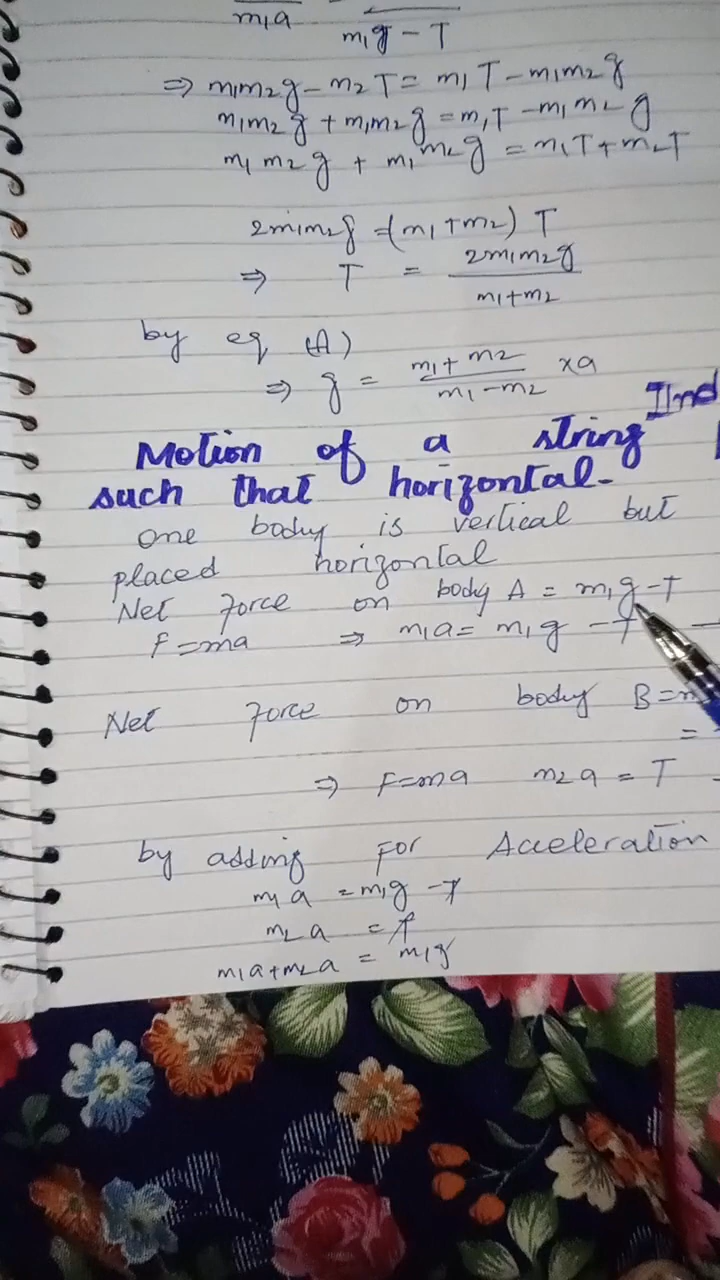 m₁a m₁g - T
⇒ m₁m₂g - m₂T = m₁T - m₁m₂g
m₁m₂g + m₁m₂g = m₁T - m₁m₂g
m₁m₂g + m₁m₂g = m₁T + m₂T
2m₁m₂g = (m₁+m₂) T
⇒ T = 2m₁m₂g / m₁+m₂
by eq (A)
⇒ g = m₁+m₂ / m₁-m₂ × a
IInd
Motion of a string
such that horizontal-
one body is vertical but
placed horizontal
Net force on body A = m₁g - T
F = ma ⇒ m₁a = m₁g - T -
Net force on body B =
=
⇒ F = ma m₂a = T -
by adding For Acceleration
m₁a = m₁g - T
m₂a = T
m₁a + m₂a = m₁g